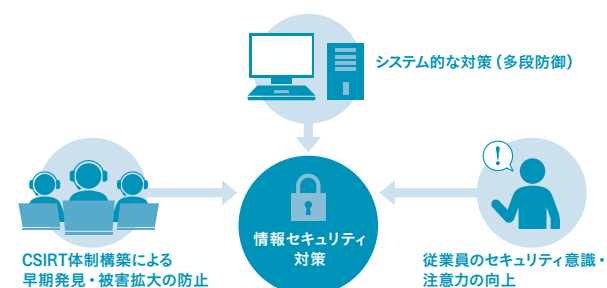 システム的な対策(多段防御)
!
情報セキュリティ
対策
CSIRT体制構築による
早期発見・被害拡大の防止
従業員のセキュリティ意識・
注意力の向上